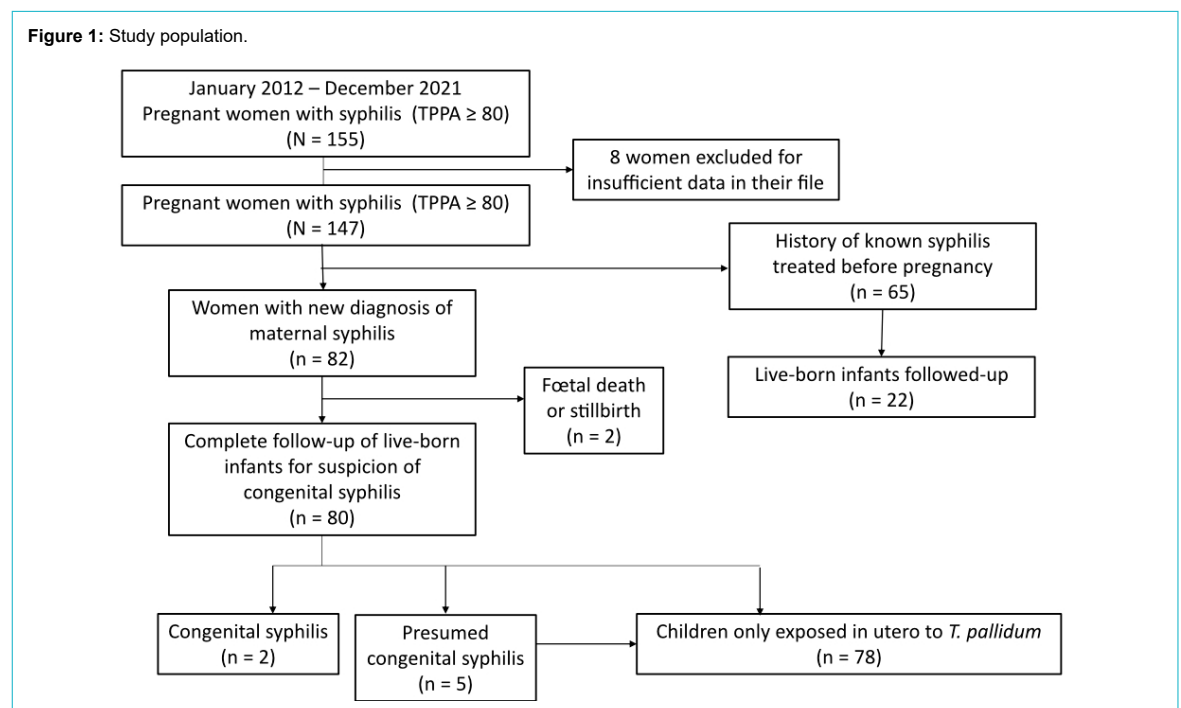 Figure 1: Study population.
January 2012 – December 2021
Pregnant women with syphilis (TPPA ≥ 80)
(N = 155)
8 women excluded for
insufficient data in their file
Pregnant women with syphilis (TPPA ≥ 80)
(N = 147)
History of known syphilis
treated before pregnancy
(n = 65)
Women with new diagnosis of
maternal syphilis
(n = 82)
Live-born infants followed-up
(n = 22)
Fœtal death
or stillbirth
(n = 2)
Complete follow-up of live-born
infants for suspicion of
congenital syphilis
(n = 80)
Congenital syphilis
(n = 2)
Presumed
congenital syphilis
(n = 5)
Children only exposed in utero to T. pallidum
(n = 78)